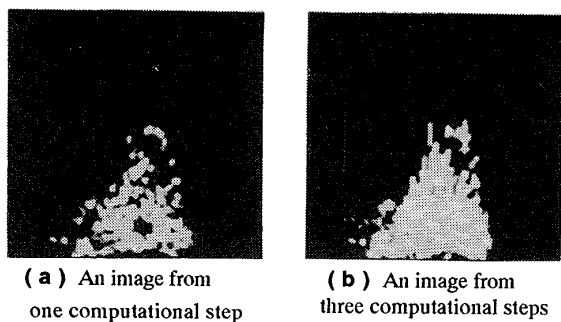 (a) An image from
one computational step
(b) An image from
three computational steps